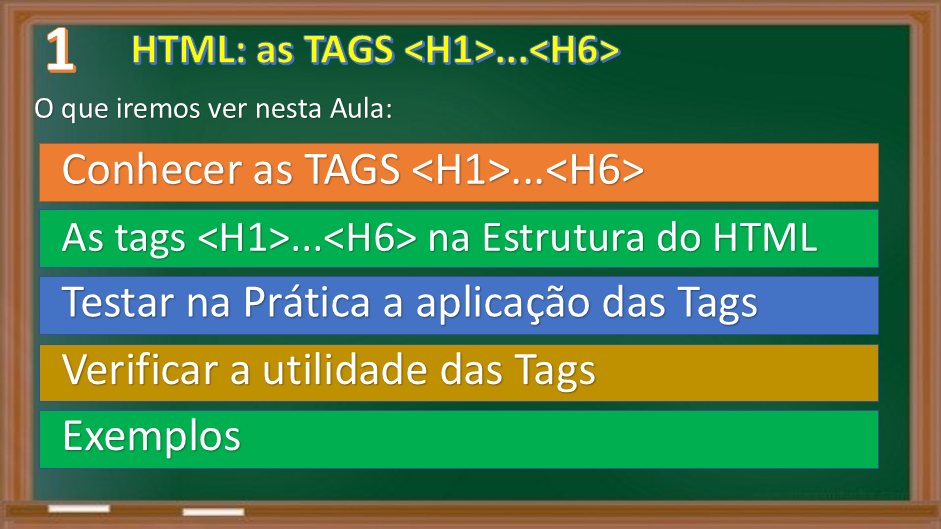 1 HTML: as TAGS <H1>...<H6>
O que iremos ver nesta Aula:
Conhecer as TAGS <H1>...<H6>
As tags <H1>...<H6> na Estrutura do HTML
Testar na Prática a aplicação das Tags
Verificar a utilidade das Tags
Exemplos